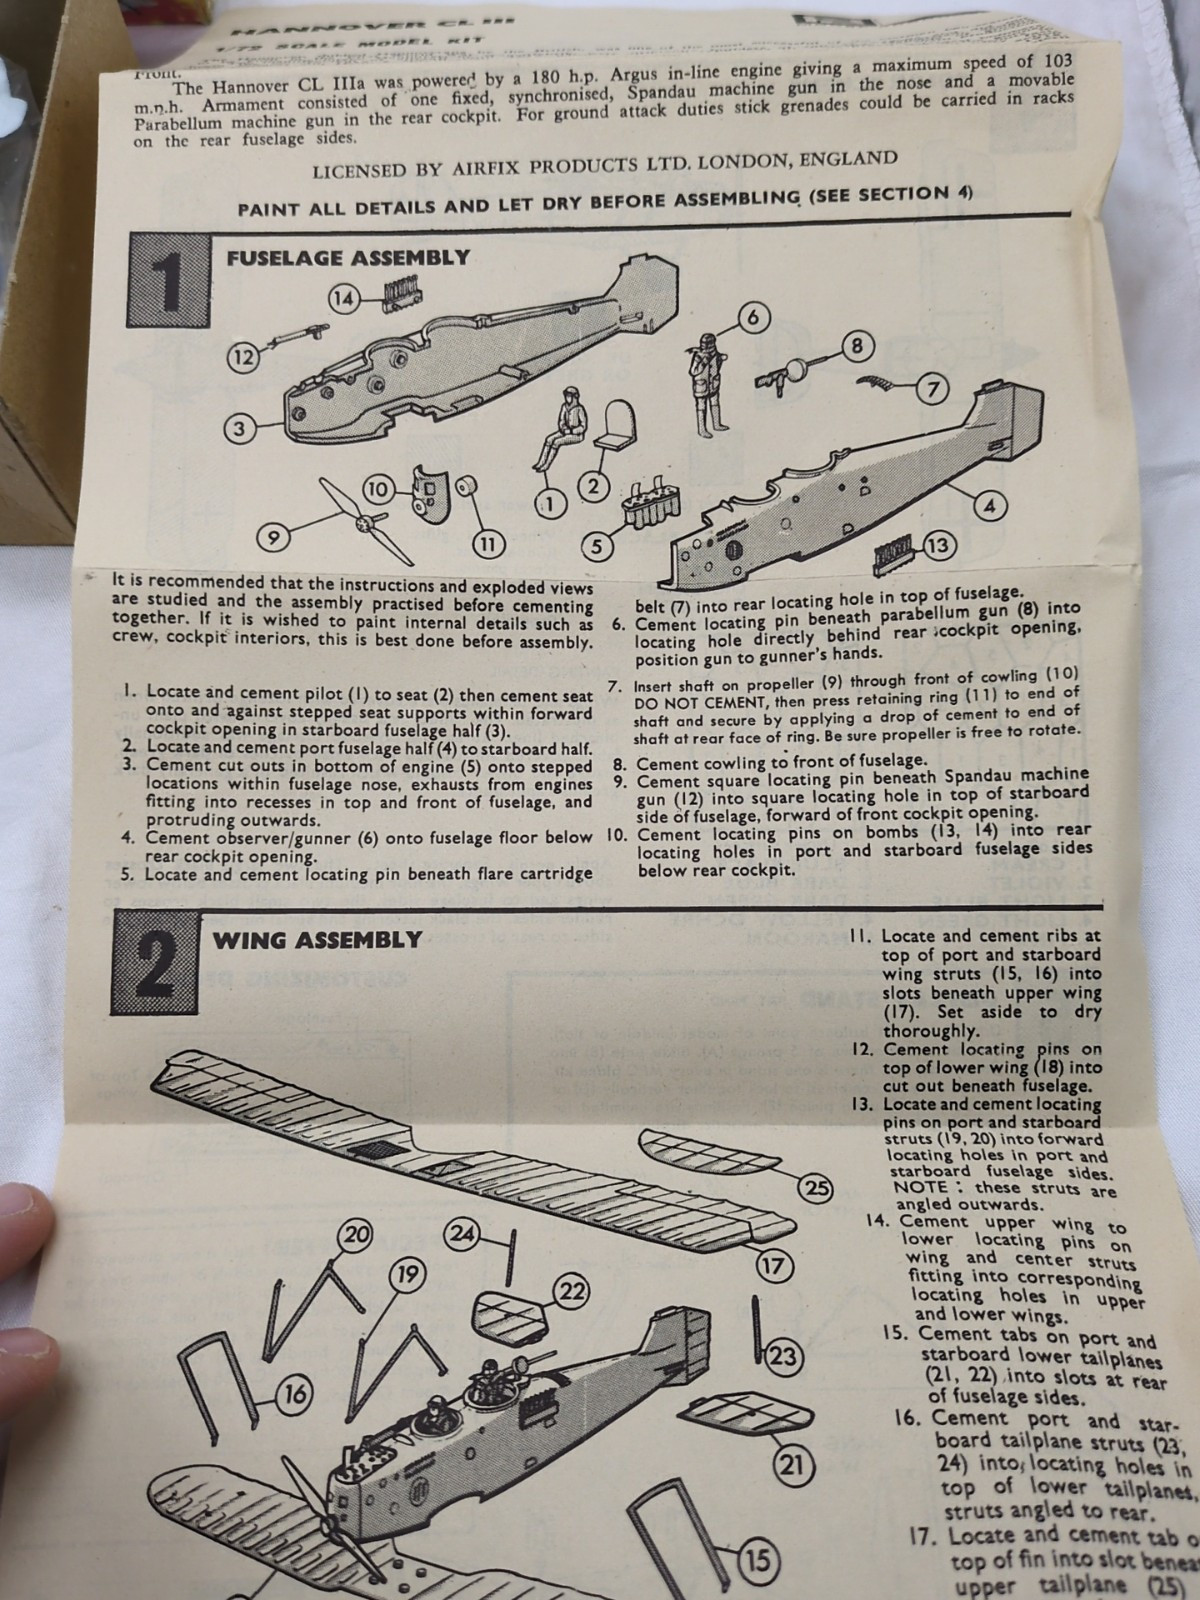 HANNOVER CL III
1/72 SCALE MODEL KIT
Front.
The Hannover CL IIIa was powered by a 180 h.p. Argus in-line engine giving a maximum speed of 103
m.p.h. Armament consisted of one fixed, synchronised, Spandau machine gun in the nose and a movable
Parabellum machine gun in the rear cockpit. For ground attack duties stick grenades could be carried in racks
on the rear fuselage sides.
LICENSED BY AIRFIX PRODUCTS LTD. LONDON, ENGLAND
PAINT ALL DETAILS AND LET DRY BEFORE ASSEMBLING (SEE SECTION 4)
1 FUSELAGE ASSEMBLY
14
12
6
8
7
3
10
9
11
1
2
5
4
13
It is recommended that the instructions and exploded views
are studied and the assembly practised before cementing
together. If it is wished to paint internal details such as
crew, cockpit interiors, this is best done before assembly.
1. Locate and cement pilot (1) to seat (2) then cement seat
onto and against stepped seat supports within forward
cockpit opening in starboard fuselage half (3).
2. Locate and cement port fuselage half (4) to starboard half.
3. Cement cut outs in bottom of engine (5) onto stepped
locations within fuselage nose, exhausts from engines
fitting into recesses in top and front of fuselage, and
protruding outwards.
4. Cement observer/gunner (6) onto fuselage floor below
rear cockpit opening.
5. Locate and cement locating pin beneath flare cartridge
belt (7) into rear locating hole in top of fuselage.
6. Cement locating pin beneath parabellum gun (8) into
locating hole directly behind rear cockpit opening,
position gun to gunner's hands.
7. Insert shaft on propeller (9) through front of cowling (10)
DO NOT CEMENT, then press retaining ring (11) to end of
shaft and secure by applying a drop of cement to end of
shaft at rear face of ring. Be sure propeller is free to rotate.
8. Cement cowling to front of fuselage.
9. Cement square locating pin beneath Spandau machine
gun (12) into square locating hole in top of starboard
side of fuselage, forward of front cockpit opening.
10. Cement locating pins on bombs (13, 14) into rear
locating holes in port and starboard fuselage sides
below rear cockpit.
2 WING ASSEMBLY
25
17
20
24
19
22
23
16
21
15
11. Locate and cement ribs at
top of port and starboard
wing struts (15, 16) into
slots beneath upper wing
(17). Set aside to dry
thoroughly.
12. Cement locating pins on
top of lower wing (18) into
cut out beneath fuselage.
13. Locate and cement locating
pins on port and starboard
struts (19, 20) into forward
locating holes in port and
starboard fuselage sides.
NOTE : these struts are
angled outwards.
14. Cement upper wing to
lower locating pins on
wing and center struts
fitting into corresponding
locating holes in upper
and lower wings.
15. Cement tabs on port and
starboard lower tailplanes
(21, 22) into slots at rear
of fuselage sides.
16. Cement port and star-
board tailplane struts (23,
24) into locating holes in
top of lower tailplanes,
struts angled to rear.
17. Locate and cement tab o
top of fin into slot benea
upper tailplane (25)